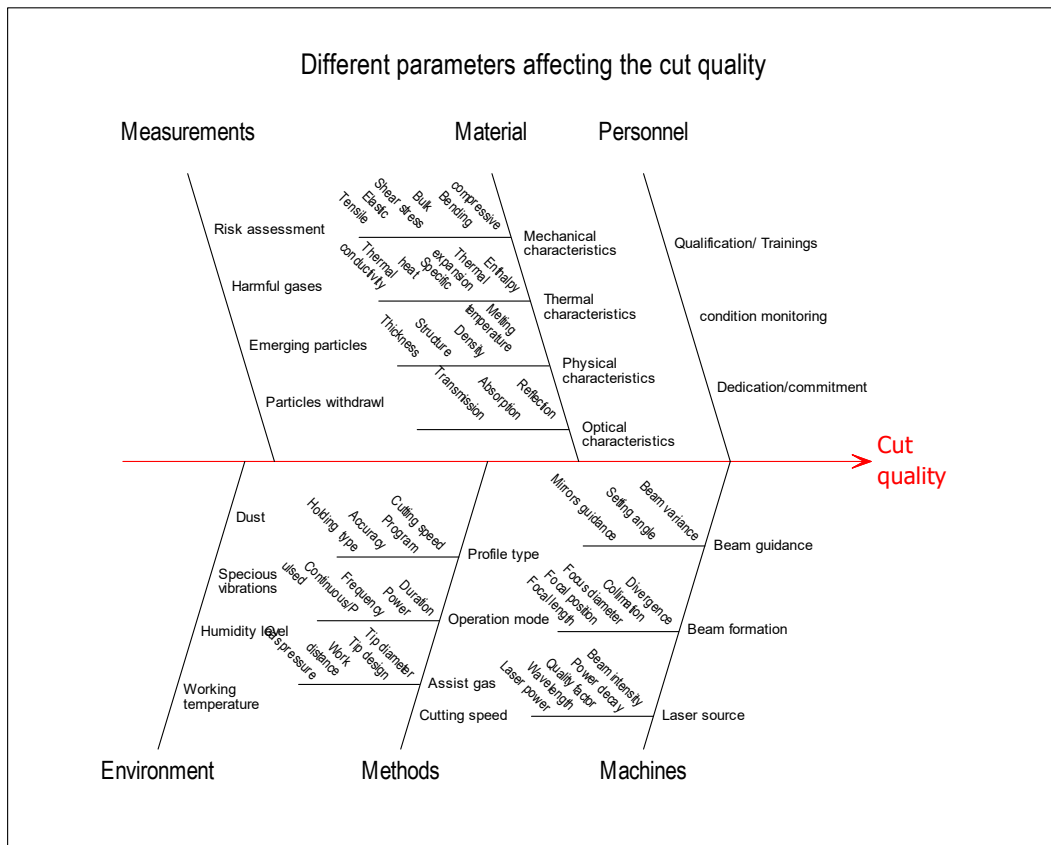 Different parameters affecting the cut quality
Measurements
Material
Personnel
Risk assessment
Harmful gases
Emerging particles
Particles withdrawl
Tensile
Elastic
Shear stress
Bulk
Bending
compressive
Mechanical
characteristics
Thermal
conductivity
Specific
heat
Thermal
expansion
Enthalpy
Thermal
characteristics
Thickness
Structure
Density
Melting
temperature
Physical
characteristics
Transmission
Absorption
Reflection
Optical
characteristics
Qualification/ Trainings
condition monitoring
Dedication/commitment
Cut
quality
Dust
Specious
vibrations
Humidity level
Working
temperature
Holding type
Accuracy
Program
Cutting speed
Profile type
Continuous/P
ulsed
Frequency
Power
Duration
Operation mode
Gas pressure
Work
distance
Tip design
Tip diameter
Assist gas
Cutting speed
Mirrors guidance
Setting angle
Beam variance
Beam guidance
Focal length
Focal position
Focus diameter
Collimation
Divergence
Beam formation
Laser power
Wavelength
Quality factor
Power decay
Beam intensity
Laser source
Environment
Methods
Machines